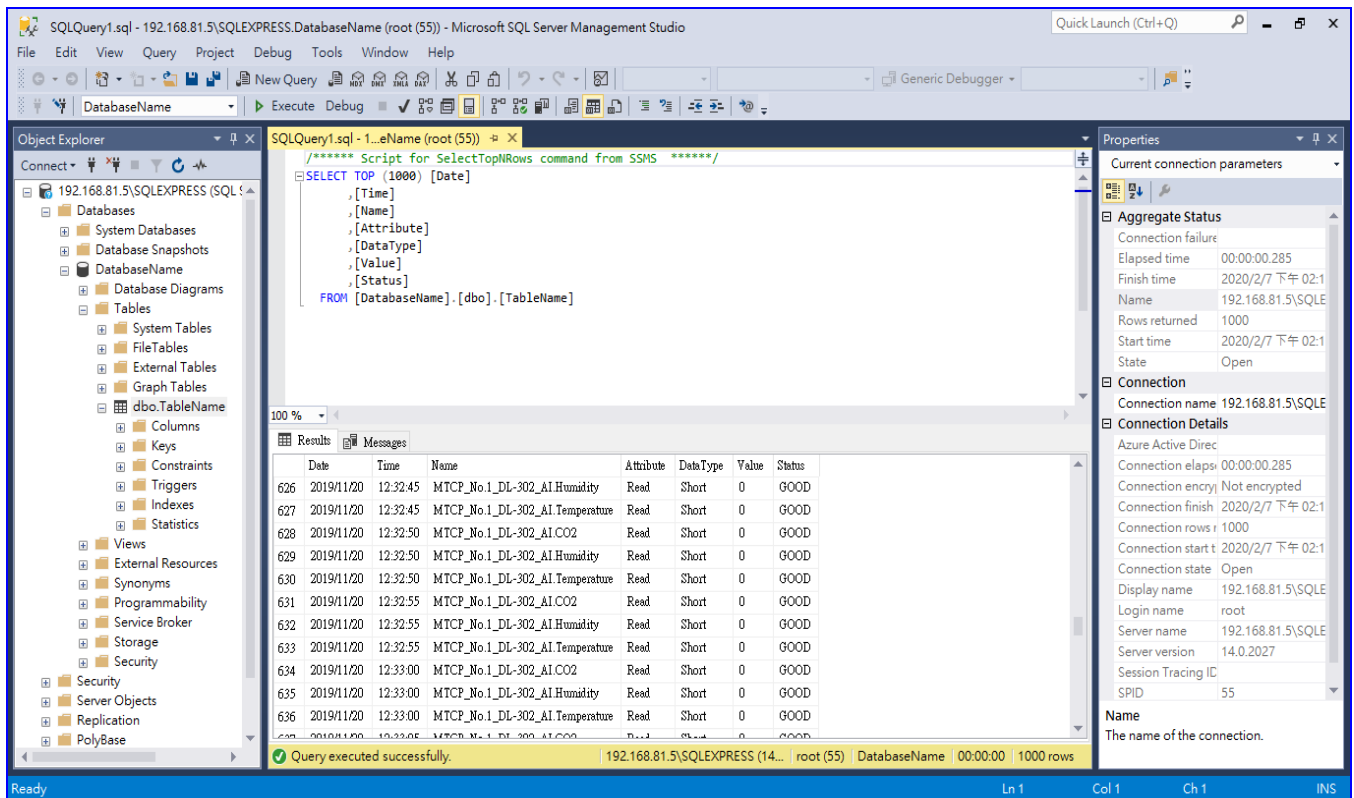 SQLQuery1.sql - 192.168.81.5\SQLEXPRESS.DatabaseName (root (55)) - Microsoft SQL Server Management Studio
Quick Launch (Ctrl+Q)
File Edit View Query Project Debug Tools Window Help
New Query MDX DMX XMLA DAX Generic Debugger
DatabaseName Execute Debug
Object Explorer
Connect
192.168.81.5\SQLEXPRESS (SQL S
Databases
System Databases
Database Snapshots
DatabaseName
Database Diagrams
Tables
System Tables
FileTables
External Tables
Graph Tables
dbo.TableName
Columns
Keys
Constraints
Triggers
Indexes
Statistics
Views
External Resources
Synonyms
Programmability
Service Broker
Storage
Security
Security
Server Objects
Replication
PolyBase
SQLQuery1.sql - 1...eName (root (55))
/****** Script for SelectTopNRows command from SSMS ******/
SELECT TOP (1000) [Date]
,[Time]
,[Name]
,[Attribute]
,[DataType]
,[Value]
,[Status]
FROM [DatabaseName].[dbo].[TableName]
100 %
Results Messages
Date Time Name Attribute DataType Value Status
626 2019/11/20 12:32:45 MTCP_No.1_DL-302_AI.Humidity Read Short 0 GOOD
627 2019/11/20 12:32:45 MTCP_No.1_DL-302_AI.Temperature Read Short 0 GOOD
628 2019/11/20 12:32:50 MTCP_No.1_DL-302_AI.CO2 Read Short 0 GOOD
629 2019/11/20 12:32:50 MTCP_No.1_DL-302_AI.Humidity Read Short 0 GOOD
630 2019/11/20 12:32:50 MTCP_No.1_DL-302_AI.Temperature Read Short 0 GOOD
631 2019/11/20 12:32:55 MTCP_No.1_DL-302_AI.CO2 Read Short 0 GOOD
632 2019/11/20 12:32:55 MTCP_No.1_DL-302_AI.Humidity Read Short 0 GOOD
633 2019/11/20 12:32:55 MTCP_No.1_DL-302_AI.Temperature Read Short 0 GOOD
634 2019/11/20 12:33:00 MTCP_No.1_DL-302_AI.CO2 Read Short 0 GOOD
635 2019/11/20 12:33:00 MTCP_No.1_DL-302_AI.Humidity Read Short 0 GOOD
636 2019/11/20 12:33:00 MTCP_No.1_DL-302_AI.Temperature Read Short 0 GOOD
Query executed successfully. 192.168.81.5\SQLEXPRESS (14... root (55) DatabaseName 00:00:00 1000 rows
Properties
Current connection parameters
Aggregate Status
Connection failure
Elapsed time 00:00:00.285
Finish time 2020/2/7 下午 02:1
Name 192.168.81.5\SQLE
Rows returned 1000
Start time 2020/2/7 下午 02:1
State Open
Connection
Connection name 192.168.81.5\SQLE
Connection Details
Azure Active Direc
Connection elaps 00:00:00.285
Connection encry Not encrypted
Connection finish 2020/2/7 下午 02:1
Connection rows r 1000
Connection start t 2020/2/7 下午 02:1
Connection state Open
Display name 192.168.81.5\SQLE
Login name root
Server name 192.168.81.5\SQLE
Server version 14.0.2027
Session Tracing ID
SPID 55
Name
The name of the connection.
Ready Ln 1 Col 1 Ch 1 INS